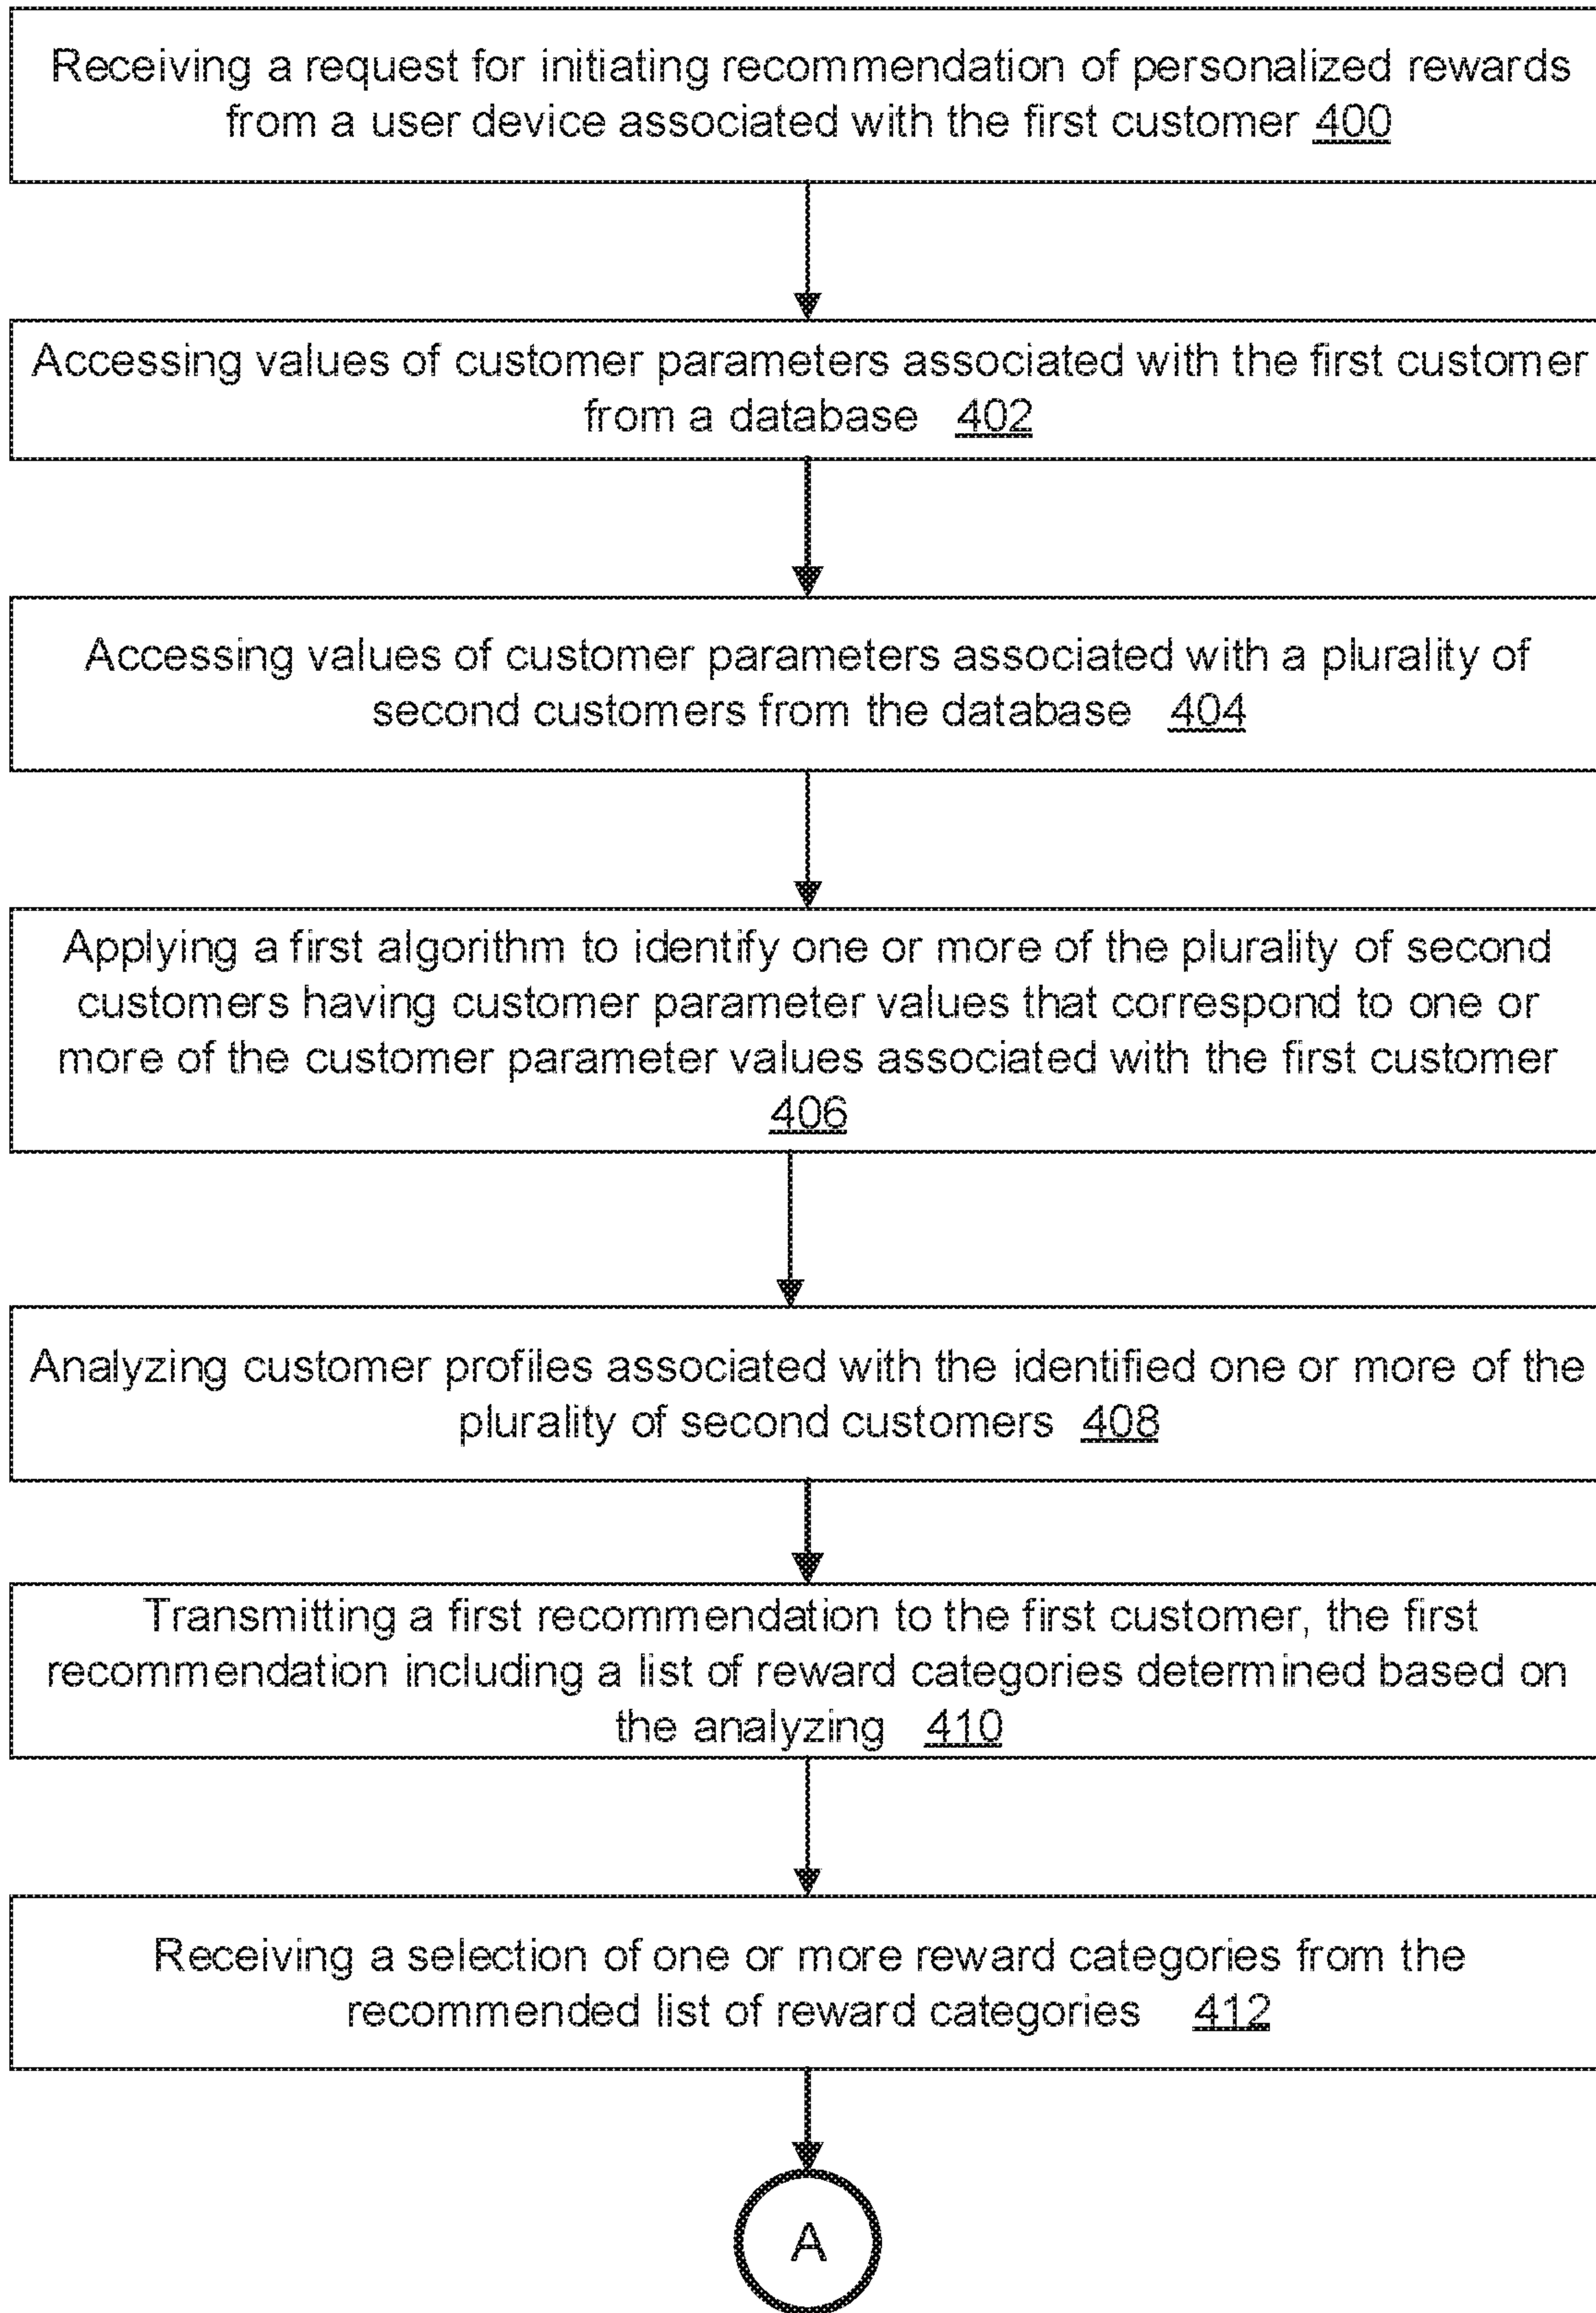 Receiving a request for initiating recommendation of personalized rewards
from a user device associated with the first customer 400
Accessing values of customer parameters associated with the first customer
from a database 402
Accessing values of customer parameters associated with a plurality of
second customers from the database 404
Applying a first algorithm to identify one or more of the plurality of second
customers having customer parameter values that correspond to one or
more of the customer parameter values associated with the first customer
406
Analyzing customer profiles associated with the identified one or more of the
plurality of second customers 408
Transmitting a first recommendation to the first customer, the first
recommendation including a list of reward categories determined based on
the analyzing 410
Receiving a selection of one or more reward categories from the
recommended list of reward categories 412
A